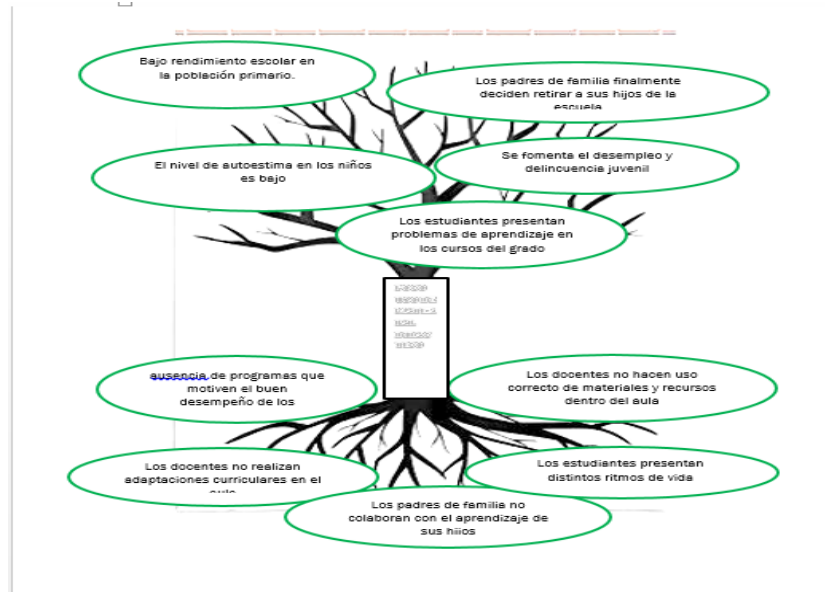 Bajo rendimiento escolar en
la población primario.
Los padres de familia finalmente
deciden retirar a sus hijos de la
escuela
El nivel de autoestima en los niños
es bajo
Se fomenta el desempleo y
delincuencia juvenil
Los estudiantes presentan
problemas de aprendizaje en
los cursos del grado
ausencia de programas que
motiven el buen
desempeño de los
Los docentes no hacen uso
correcto de materiales y recursos
dentro del aula
Los docentes no realizan
adaptaciones curriculares en el
aula
Los estudiantes presentan
distintos ritmos de vida
Los padres de familia no
colaboran con el aprendizaje de
sus hijos